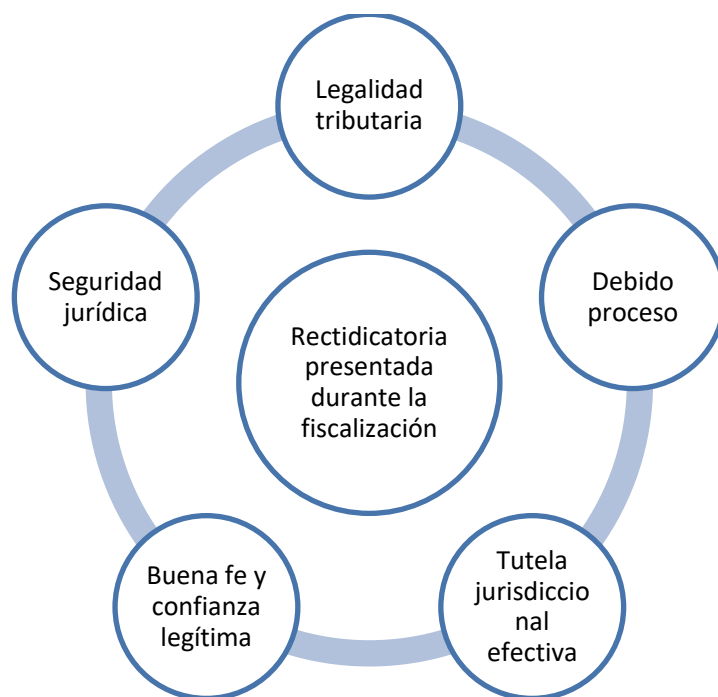 Legalidad
tributaria
Seguridad
jurídica
Debido
proceso
Rectidicatoria
presentada
durante la
fiscalización
Buena fe y
confianza
legítima
Tutela
jurisdiccio
nal
efectiva